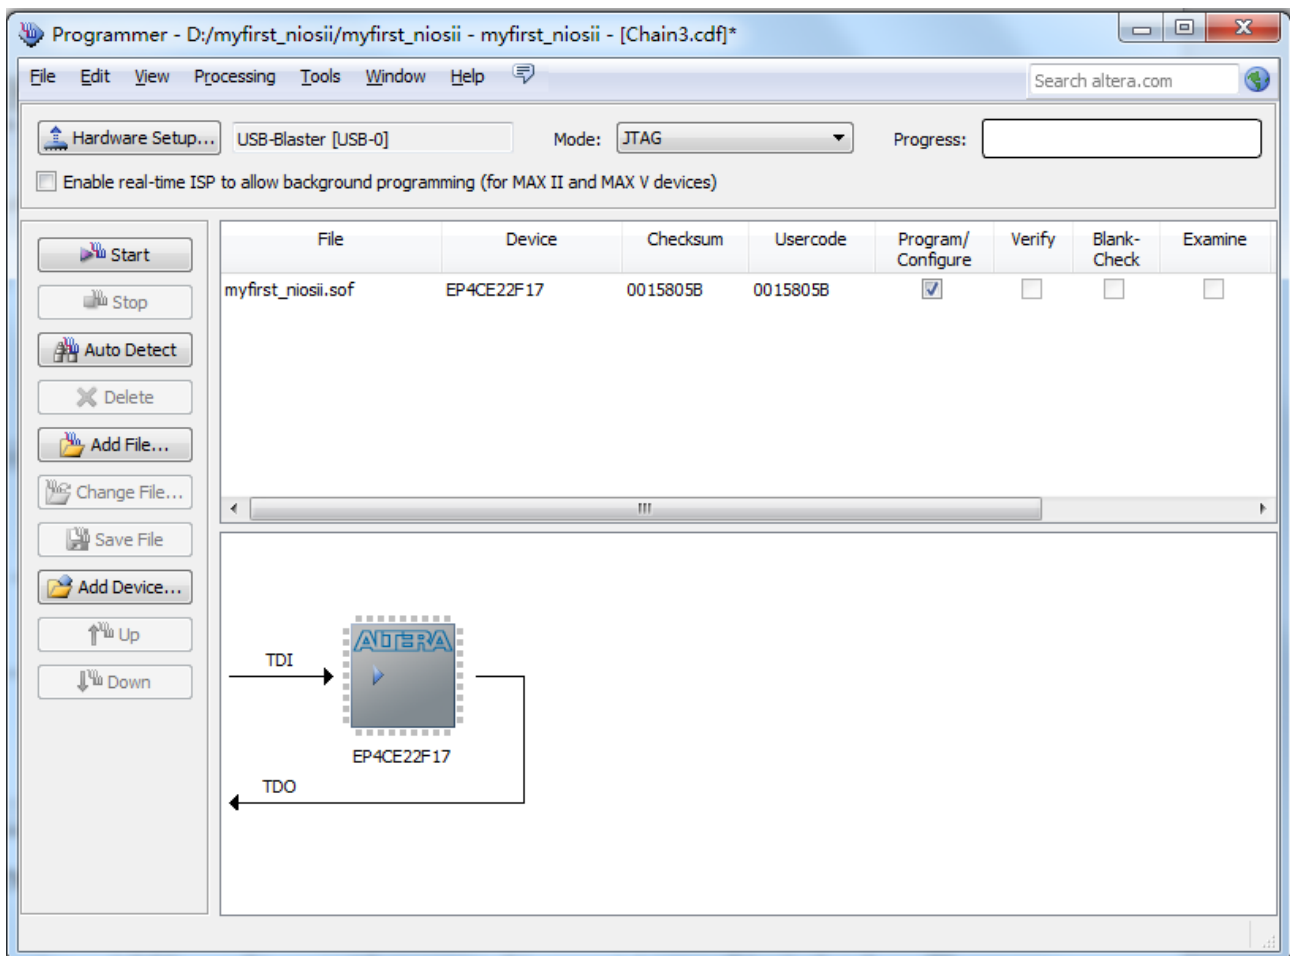 Programmer - D:/myfirst_niosii/myfirst_niosii - myfirst_niosii - [Chain3.cdf]*
File Edit View Processing Tools Window Help Search altera.com
Hardware Setup... USB-Blaster [USB-0] Mode: JTAG Progress:
Enable real-time ISP to allow background programming (for MAX II and MAX V devices)
Start
Stop
Auto Detect
Delete
Add File...
Change File...
Save File
Add Device...
Up
Down
File Device Checksum Usercode Program/ Verify Blank- Examine
Configure Check
myfirst_niosii.sof EP4CE22F17 0015805B 0015805B
ALTERA
TDI
EP4CE22F17
TDO